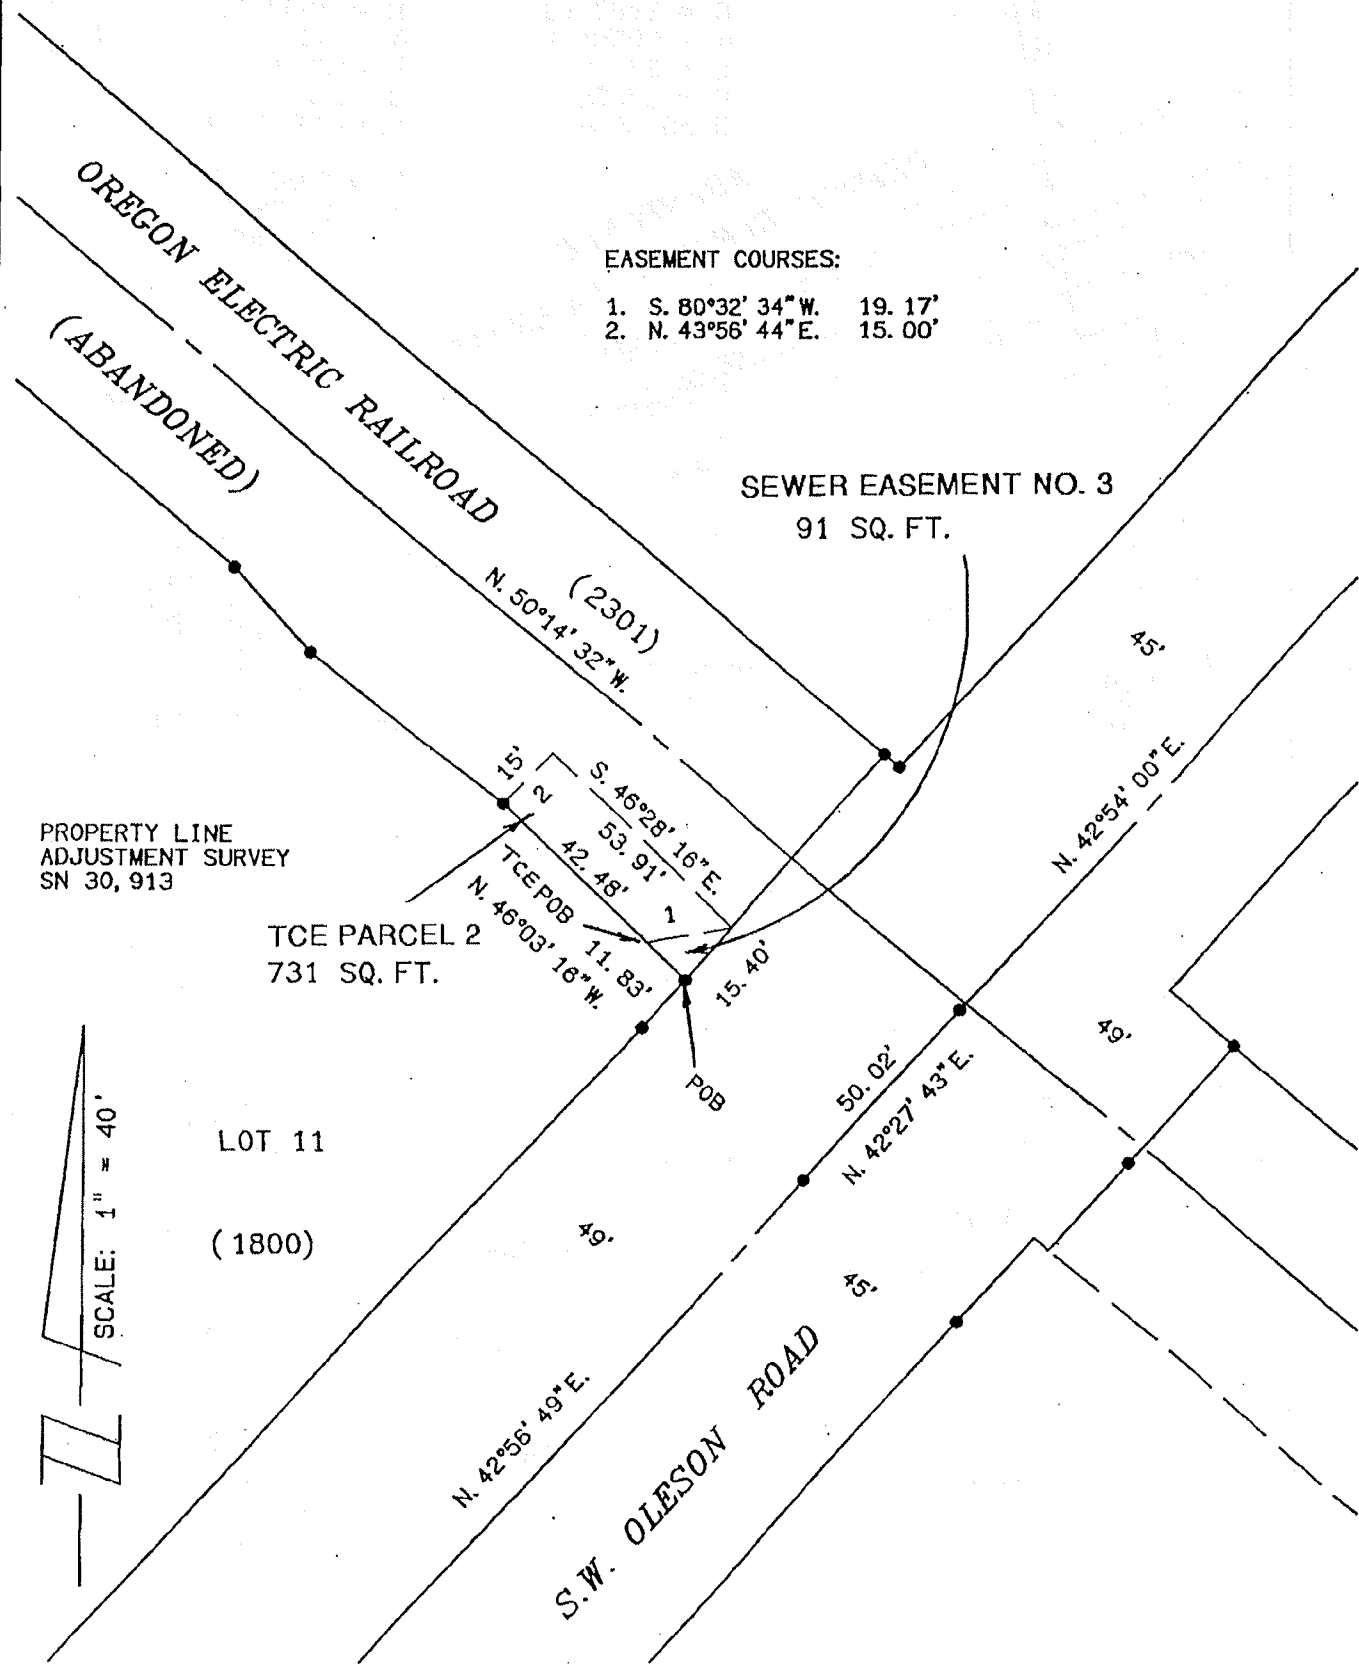 OREGON ELECTRIC RAILROAD
(ABANDONED)
EASEMENT COURSES:
1. S. 80°32' 34" W. 19.17'
2. N. 43°56' 44" E. 15.00'
SEWER EASEMENT NO. 3
91 SQ. FT.
(2301)
N. 50°14' 32" W.
45'
15'
2
S. 46°28' 16" E.
53.91'
42.48'
1
N. 42°54' 00" E.
PROPERTY LINE
ADJUSTMENT SURVEY
SN 30,913
TCE POB
11.83'
N. 46°03' 16" W.
15.40'
TCE PARCEL 2
731 SQ. FT.
POB
49'
50.02'
N. 42°27' 43" E.
SCALE: 1" = 40'
LOT 11
(1800)
49'
45'
N. 42°56' 49" E.
S.W. OLESON ROAD